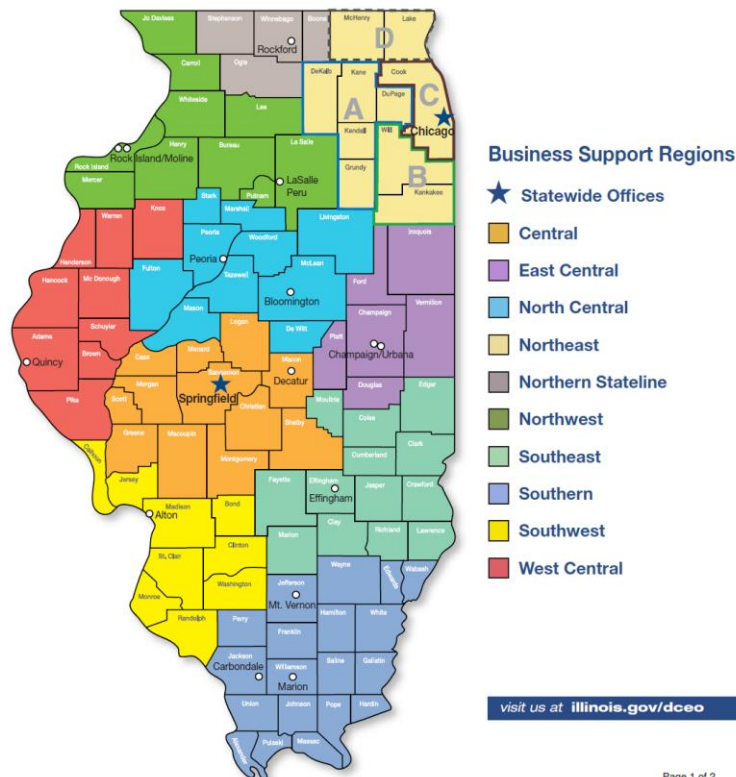 Jo Daviess
Stephenson
Winnebago
Boone
McHenry
Lake
Rockford
D
Carroll
Ogle
DeKalb
Kane
Cook
DuPage
A
C
Chicago
Whiteside
Lee
Kendall
Will
B
Rock Island/Moline
Rock Island
Henry
Bureau
La Salle
Grundy
Mercer
LaSalle
Peru
Putnam
Kankakee
Stark
Marshall
Livingston
Iroquois
Warren
Knox
Peoria
Woodford
Henderson
Peoria
Ford
Hancock
Mc Donough
Fulton
Tazewell
McLean
Bloomington
Mason
Champaign
Vermilion
Schuyler
Logan
De Witt
Piatt
Adams
Quincy
Brown
Cass
Menard
Macon
Champaign/Urbana
Sangamon
Decatur
Springfield
Pike
Scott
Morgan
Christian
Moultrie
Douglas
Edgar
Coles
Shelby
Greene
Macoupin
Clark
Calhoun
Jersey
Montgomery
Cumberland
Fayette
Effingham
Effingham
Jasper
Crawford
Madison
Alton
Bond
Clay
Richland
Lawrence
Marion
St. Clair
Clinton
Wayne
Edwards
Wabash
Monroe
Washington
Jefferson
Mt. Vernon
Randolph
Perry
Hamilton
White
Frankin
Jackson
Carbondale
Williamson
Marion
Saline
Gallatin
Union
Johnson
Pope
Hardin
Alexander
Pulaski
Massac
Business Support Regions
Statewide Offices
Central
East Central
North Central
Northeast
Northern Stateline
Northwest
Southeast
Southern
Southwest
West Central
visit us at illinois.gov/dceo